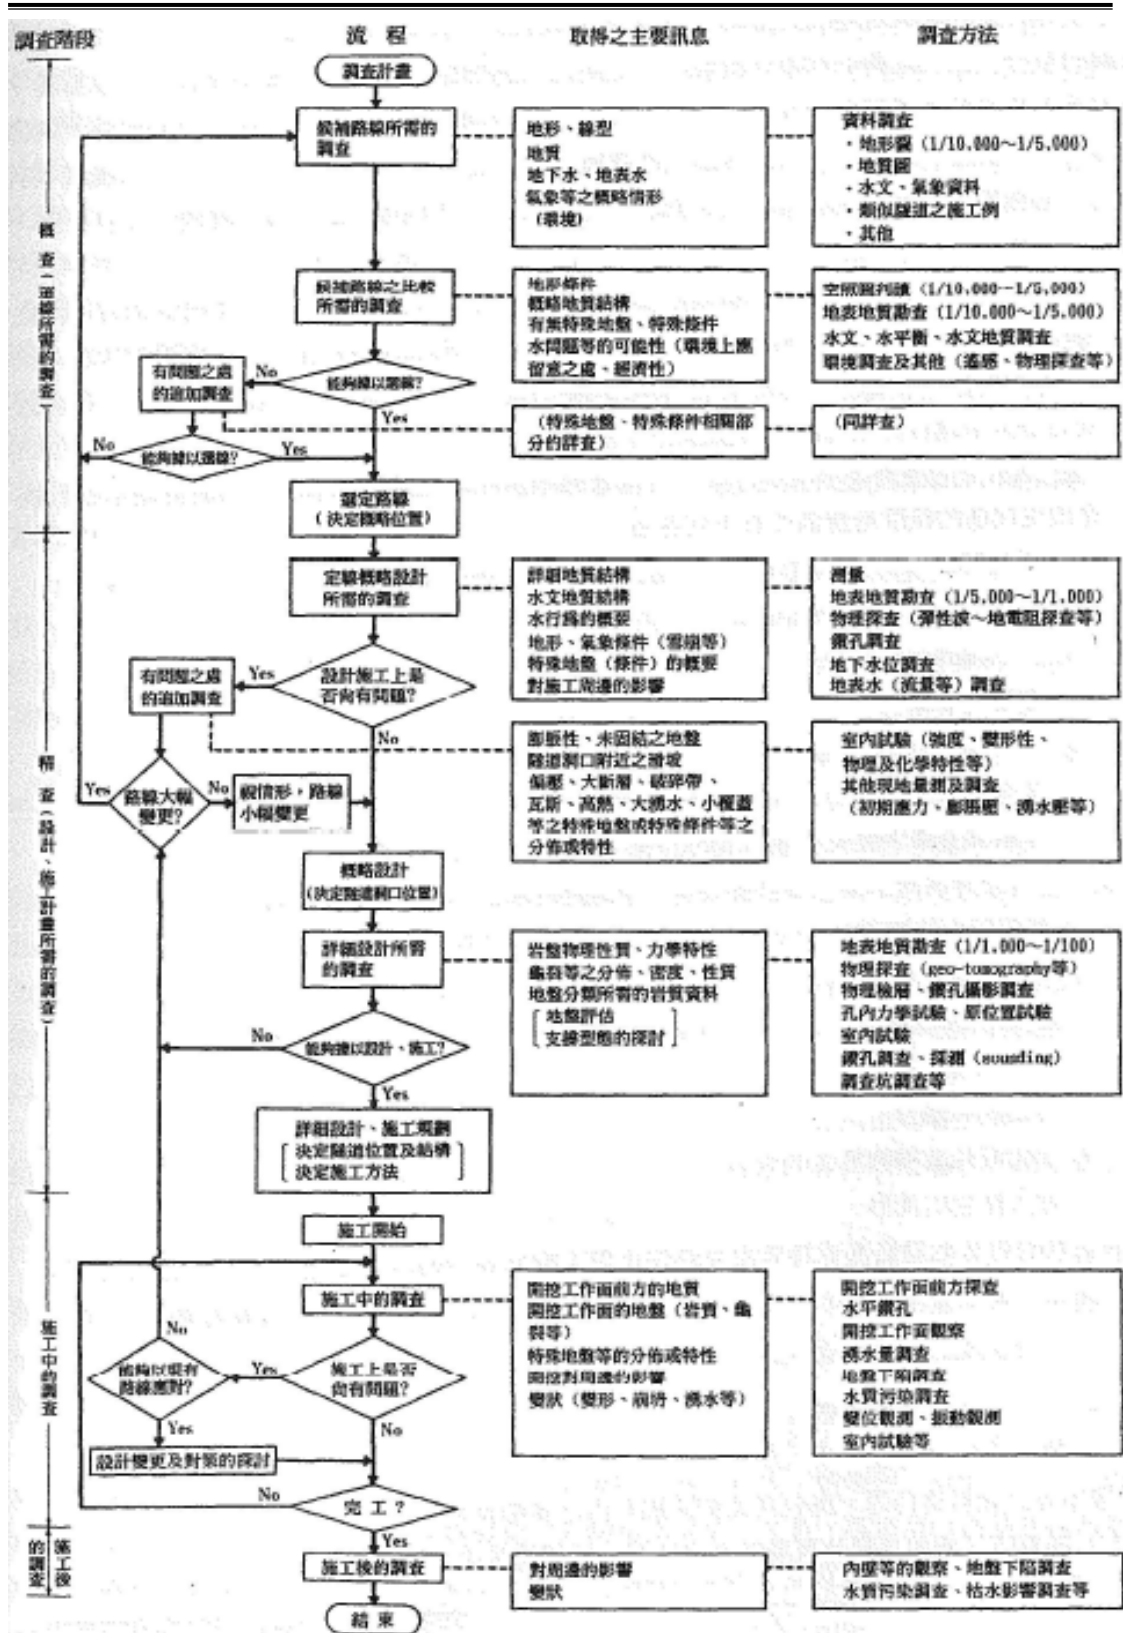 調查階段
流 程
取得之主要訊息
調查方法
調查計畫
概 查（選線所需的調查）
候補路線所需的
調查
地形、線型
地質
地下水、地表水
氣象等之概略情形
（環境）
資料調查
・地形圖（1/10,000～1/5,000）
・地質圖
・水文、氣象資料
・類似隧道之施工例
・其他
候補路線之比較
所需的調查
地形條件
概略地質結構
有無特殊地盤、特殊條件
水問題等的可能性（環境上應
留意之處、經濟性）
空照圖判讀（1/10,000--1/5,000）
地表地質勘查（1/10,000～1/5,000）
水文、水平衡、水文地質調查
環境調查及其他（遙感、物理探查等）
能夠據以選線？
No
Yes
有問題之處
的追加調查
（特殊地盤、特殊條件相關部
分的詳查）
（同詳查）
能夠據以選線？
No
Yes
選定路線
（決定概略位置）
精 查（設計、施工計畫所需的調查）
定線概略設計
所需的調查
詳細地質結構
水文地質結構
水行為的概要
地形、氣象條件（雪崩等）
特殊地盤（條件）的概要
對施工周邊的影響
測量
地表地質勘查（1/5,000～1/1,000）
物理探查（彈性波～地電阻探查等）
鑽孔調查
地下水位調查
地表水（流量等）調查
設計施工上是
否尚有問題？
Yes
No
有問題之處
的追加調查
膨脹性、未固結之地盤
隧道洞口附近之滑坡
偏壓、大斷層、破碎帶、
瓦斯、高熱、大湧水、小覆蓋
等之特殊地盤或特殊條件等之
分佈或特性
室內試驗（強度、變形性、
物理及化學特性等）
其他現地量測及調查
（初期應力、膨脹壓、湧水壓等）
路線大幅
變更？
Yes
No
視情形，路線
小幅變更
概略設計
（決定隧道洞口位置）
詳細設計所需
的調查
岩盤物理性質、力學特性
龜裂等之分佈、密度、性質
地盤分類所需的岩質資料
地盤評估
支撐型態的探討
地表地質勘查（1/1,000～1/100）
物理探查（geo-tomography等）
物理檢層、鑽孔攝影調查
孔內力學試驗、原位置試驗
室內試驗
鑽孔調查、探測（sounding）
調查坑調查等
能夠據以設計、施工？
No
Yes
詳細設計、施工規劃
決定隧道位置及結構
決定施工方法
施工中的調查
施工開始
施工中的調查
開挖工作面前方的地質
開挖工作面的地盤（岩質、龜
裂等）
特殊地盤等的分佈或特性
開挖對周邊的影響
變狀（變形、崩坍、湧水等）
開挖工作面前方探查
水平鑽孔
開挖工作面觀察
湧水量調查
地盤下陷調查
水質污染調查
變位觀測、振動觀測
室內試驗等
施工上是否
尚有問題？
Yes
No
能夠以現有
路線應對？
No
Yes
設計變更及對策的探討
完 工？
No
Yes
施工後
的調查
施工後的調查
對周邊的影響
變狀
內壁等的觀察、地盤下陷調查
水質污染調查、枯水影響調查等
結 束